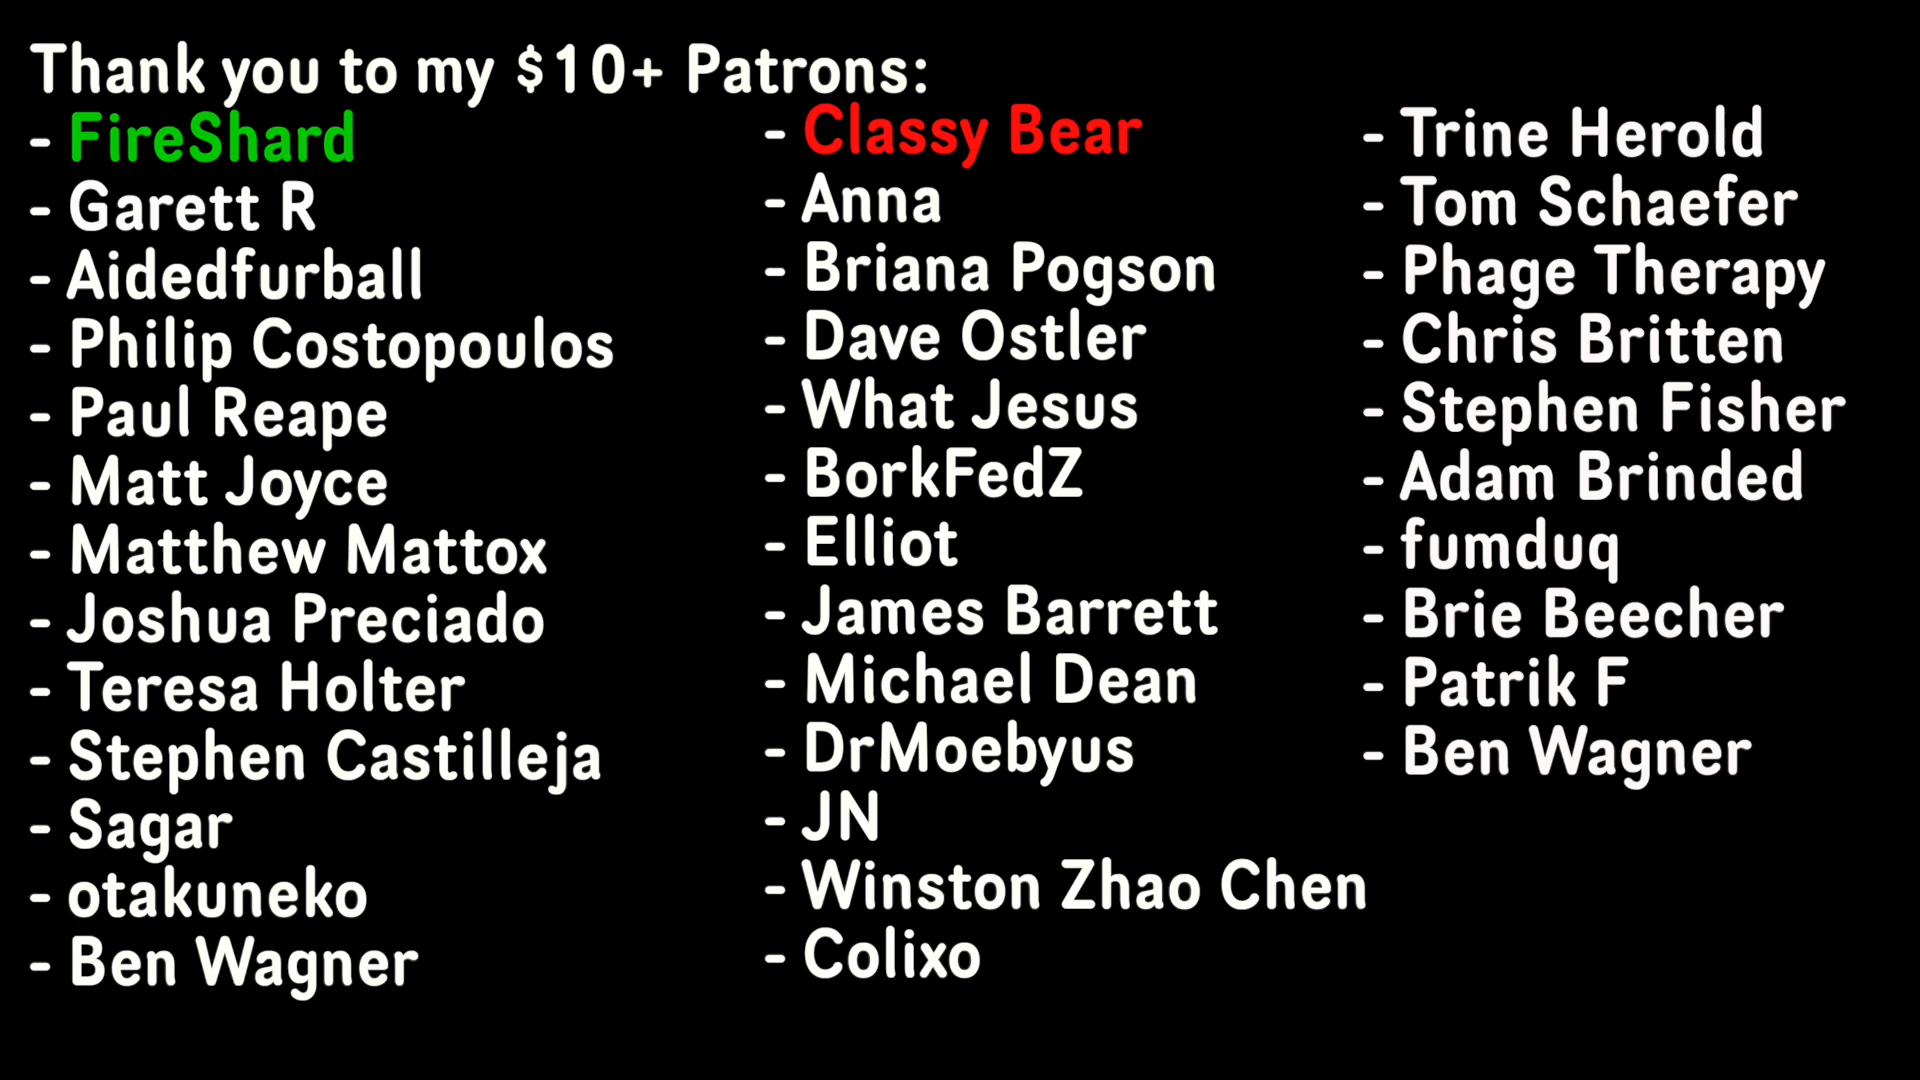 Thank you to my $10+ Patrons:
- FireShard
- Garett R
- Aidedfurball
- Philip Costopoulos
- Paul Reape
- Matt Joyce
- Matthew Mattox
- Joshua Preciado
- Teresa Holter
- Stephen Castilleja
- Sagar
- otakuneko
- Ben Wagner
- Classy Bear
- Anna
- Briana Pogson
- Dave Ostler
- What Jesus
- BorkFedZ
- Elliot
- James Barrett
- Michael Dean
- DrMoebyus
- JN
- Winston Zhao Chen
- Colixo
- Trine Herold
- Tom Schaefer
- Phage Therapy
- Chris Britten
- Stephen Fisher
- Adam Brinded
- fumduq
- Brie Beecher
- Patrik F
- Ben Wagner